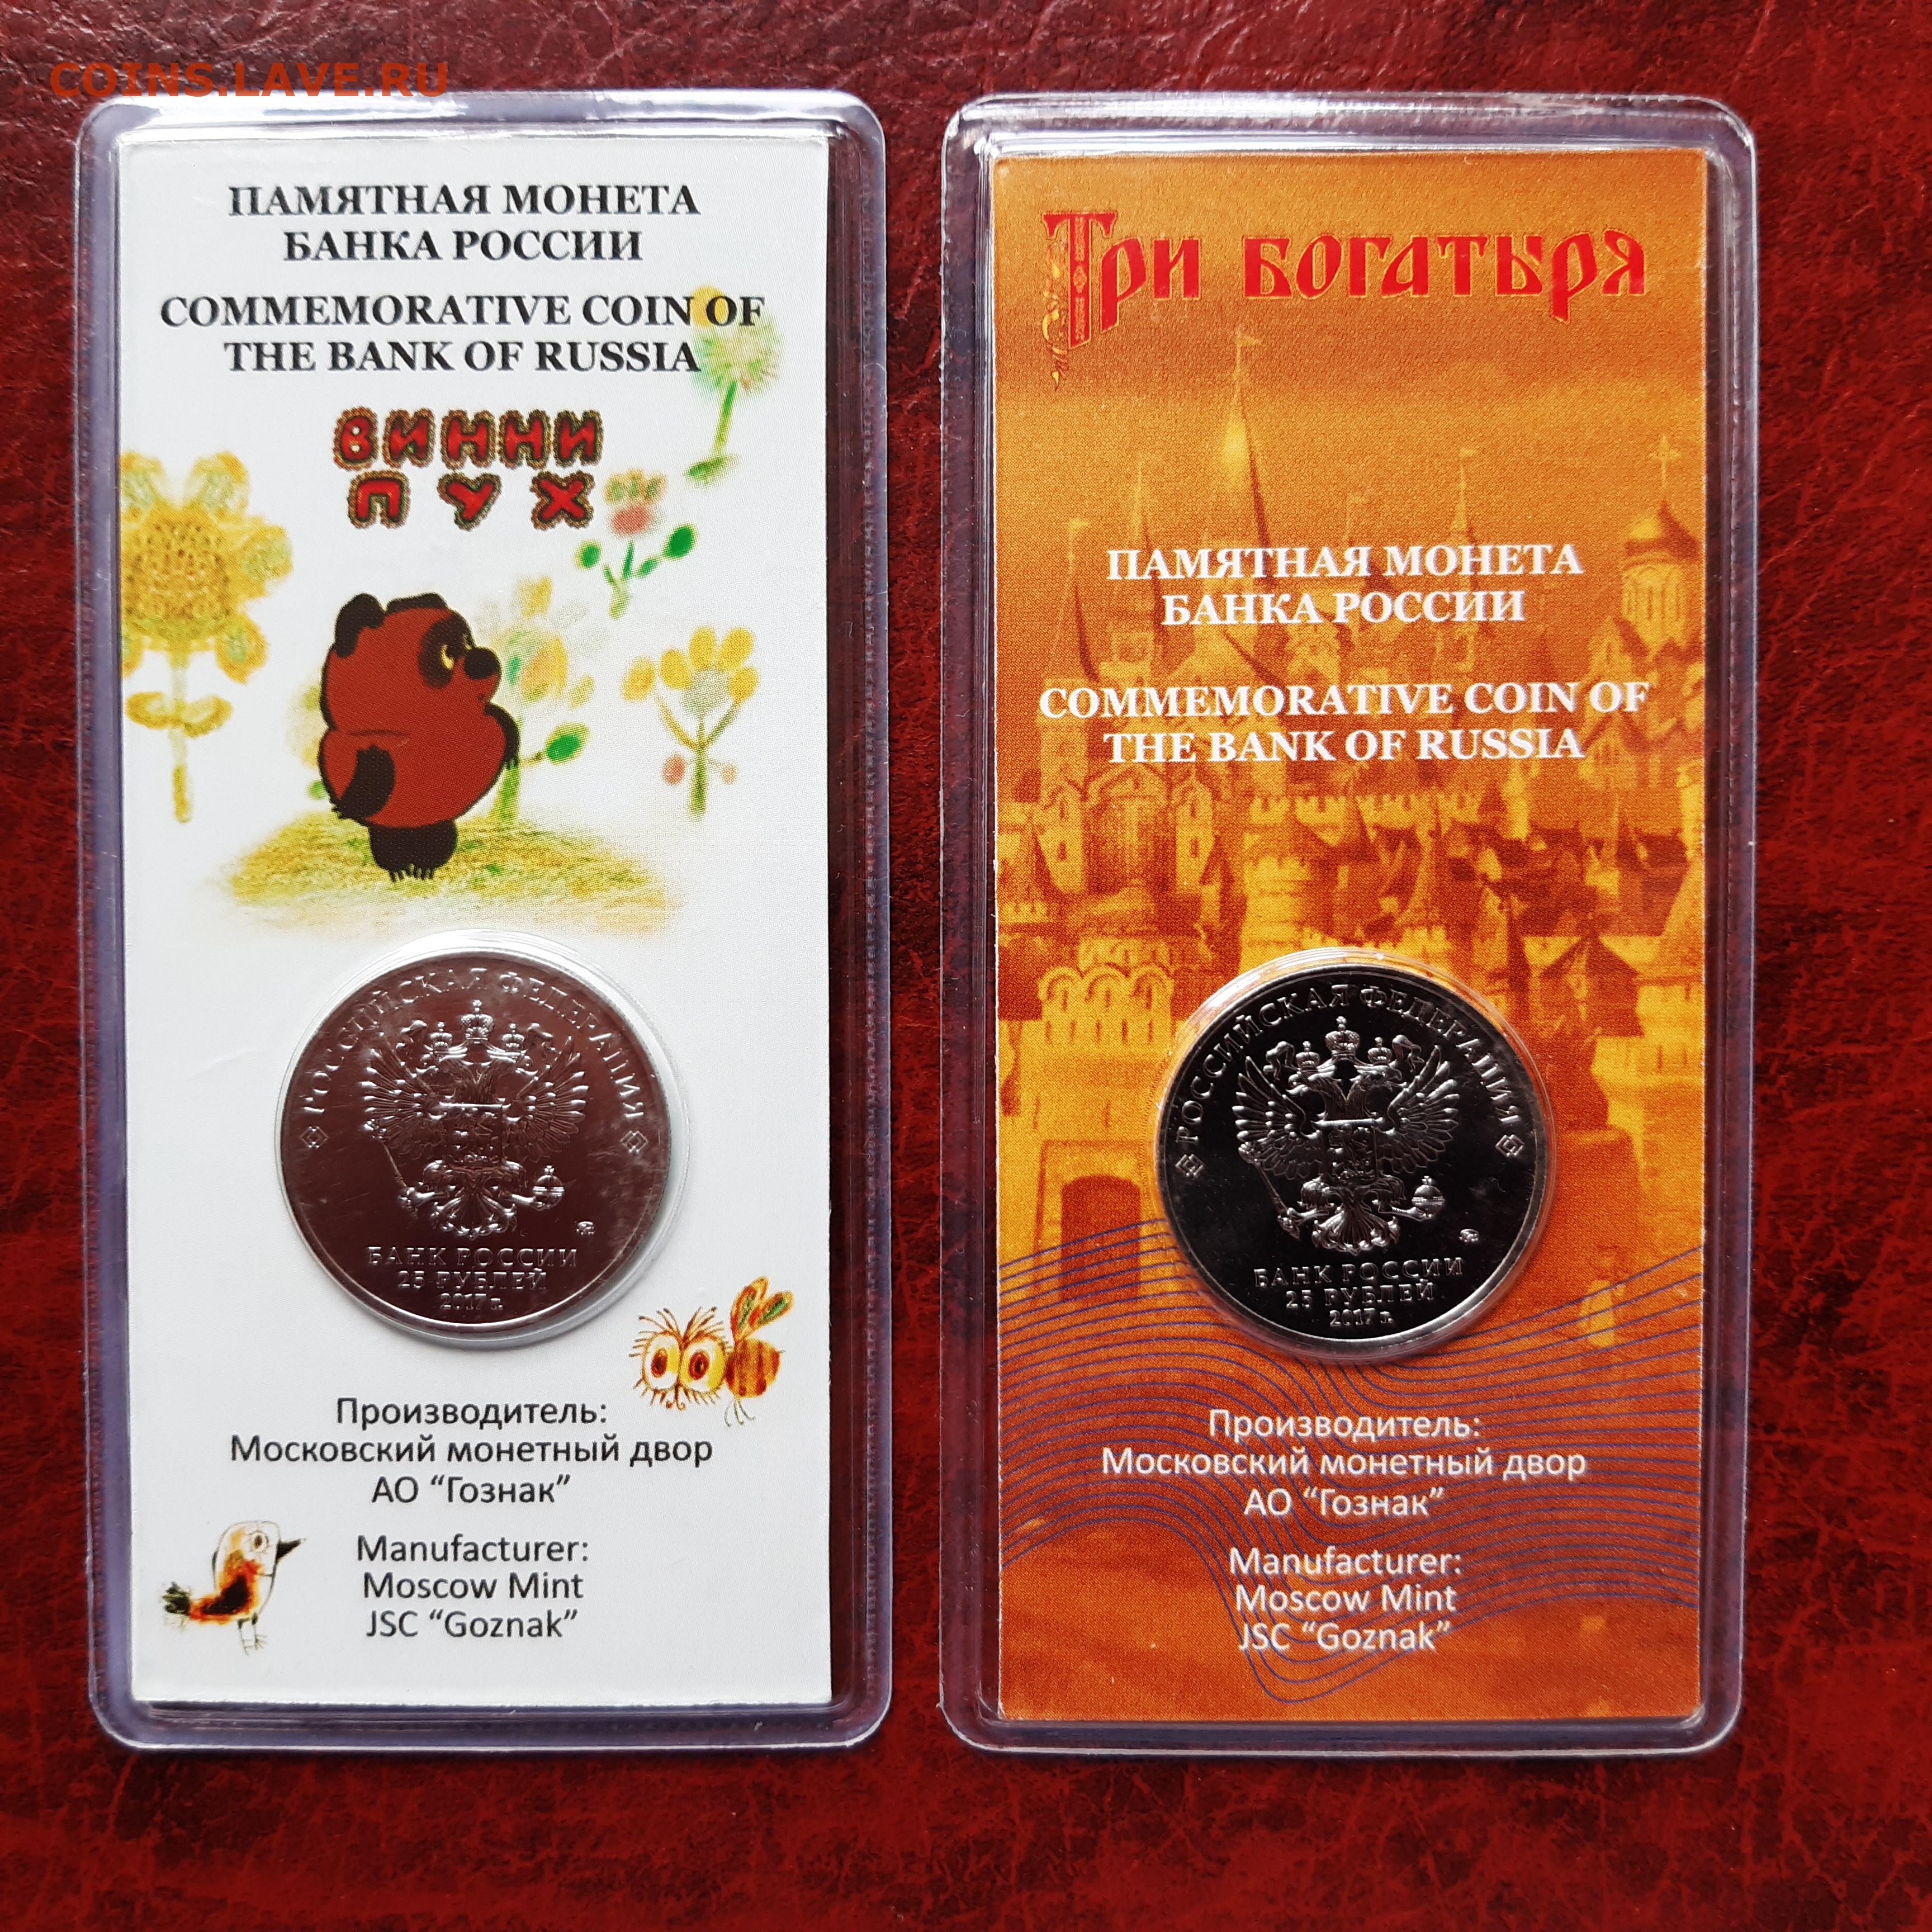 COINS.LAVE.RU
ПАМЯТНАЯ МОНЕТА
БАНКА РОССИИ
COMMEMORATIVE COIN OF
THE BANK OF RUSSIA
ВИННИ
ПУХ
РОССИЙСКАЯ ФЕДЕРАЦИЯ
БАНК РОССИИ
25 РУБЛЕЙ
2017 г.
Производитель:
Московский монетный двор
АО “Гознак”
Manufacturer:
Moscow Mint
JSC “Goznak”
Три богатыря
ПАМЯТНАЯ МОНЕТА
БАНКА РОССИИ
COMMEMORATIVE COIN OF
THE BANK OF RUSSIA
РОССИЙСКАЯ ФЕДЕРАЦИЯ
БАНК РОССИИ
25 РУБЛЕЙ
2017 г.
Производитель:
Московский монетный двор
АО “Гознак”
Manufacturer:
Moscow Mint
JSC “Goznak”